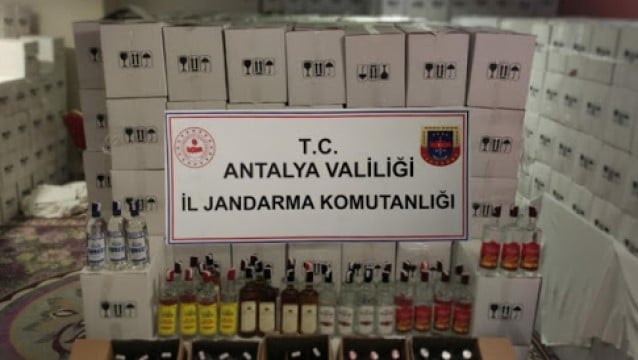 T.C.
ANTALYA VALİLİĞİ
İL JANDARMA KOMUTANLIĞI